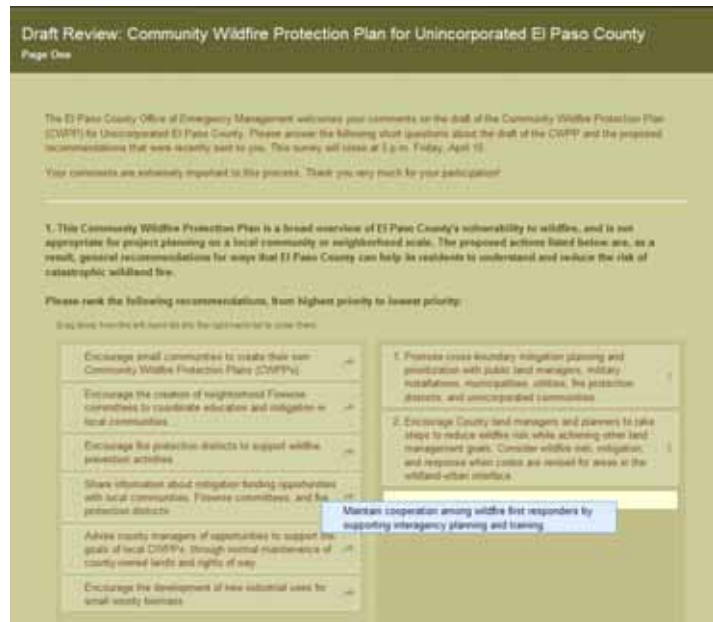 Draft Review: Community Wildfire Protection Plan for Unincorporated El Paso County
Page One
The El Paso County Office of Emergency Management welcomes your comments on the draft of the Community Wildfire Protection Plan
(CWPP) for Unincorporated El Paso County. Please answer the following short questions about the draft of the CWPP and the proposed
recommendations that were recently sent to you. This survey will close at 5 p.m. Friday, April 15.
Your comments are extremely important to this process. Thank you very much for your participation!
1. This Community Wildfire Protection Plan is a broad overview of El Paso County's vulnerability to wildfire, and is not
appropriate for project planning on a local community or neighborhood scale. The proposed actions listed below are, as a
result, general recommendations for ways that El Paso County can help its residents to understand and reduce the risk of
catastrophic wildland fire.
Please rank the following recommendations, from highest priority to lowest priority:
Drag items from the left-hand list into the right-hand list to order them.
Encourage small communities to create their own
Community Wildfire Protection Plans (CWPPs).
Encourage the creation of neighborhood Firewise
committees to coordinate education and mitigation in
local communities.
Encourage fire protection districts to support wildfire
prevention activities.
Share information about mitigation funding opportunities
with local communities, Firewise committees, and fire
protection districts.
Advise county managers of opportunities to support the
goals of local CWPPs, through normal maintenance of
county-owned lands and rights of way.
Encourage the development of new industrial uses for
small woody biomass.
1. Promote cross-boundary mitigation planning and
prioritization with public land managers, military
installations, municipalities, utilities, fire protection
districts, and unincorporated communities.
2. Encourage County land managers and planners to take
steps to reduce wildfire risk while achieving other land
management goals. Consider wildfire risk, mitigation,
and response when codes are revised for areas in the
wildland-urban interface.
Maintain cooperation among wildfire first responders by
supporting interagency planning and training.